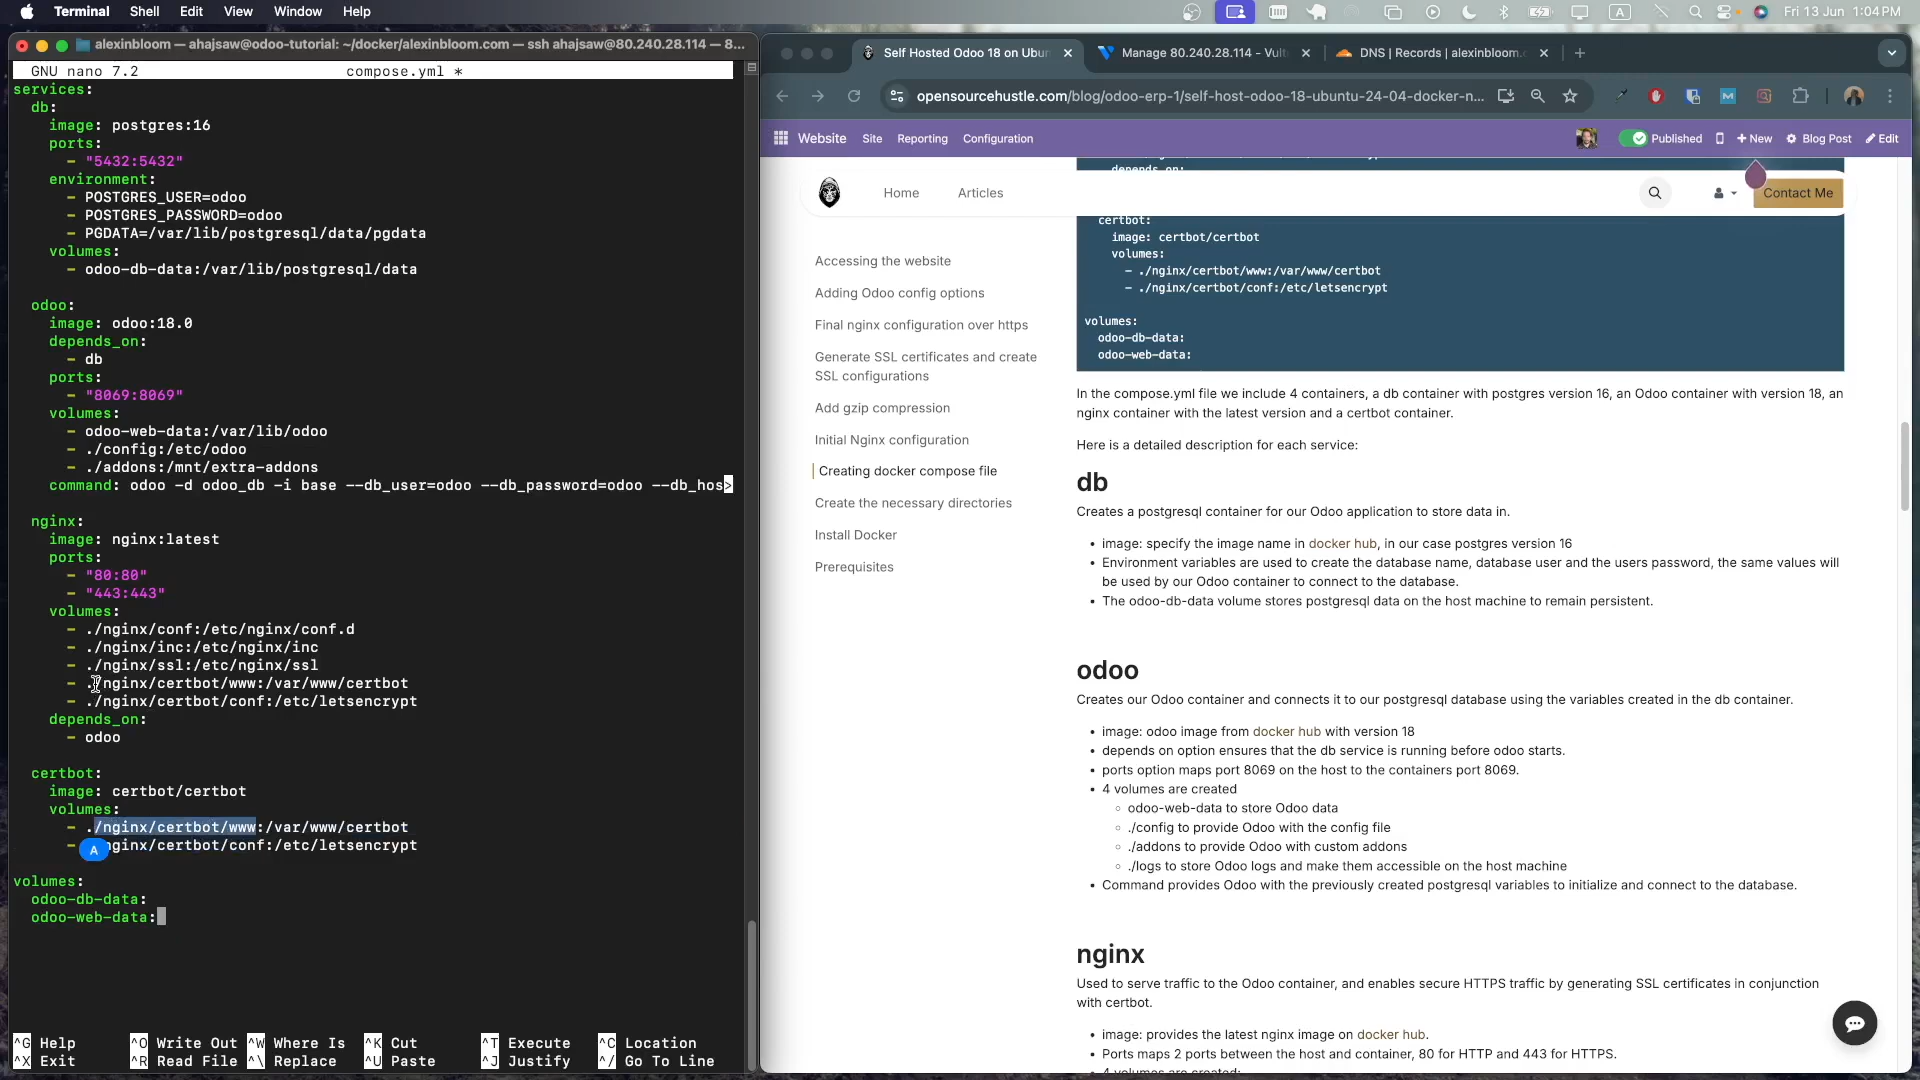 Terminal Shell Edit View Window Help
A Fri 13 Jun 1:04 PM
alexinbloom — ahajsaw@odoo-tutorial: ~/docker/alexinbloom.com — ssh ahajsaw@80.240.28.114 — 8...
GNU nano 7.2 compose.yml *
services:
db:
image: postgres:16
ports:
- "5432:5432"
environment:
- POSTGRES_USER=odoo
- POSTGRES_PASSWORD=odoo
- PGDATA=/var/lib/postgresql/data/pgdata
volumes:
- odoo-db-data:/var/lib/postgresql/data
odoo:
image: odoo:18.0
depends_on:
- db
ports:
- "8069:8069"
volumes:
- odoo-web-data:/var/lib/odoo
- ./config:/etc/odoo
- ./addons:/mnt/extra-addons
command: odoo -d odoo_db -i base --db_user=odoo --db_password=odoo --db_hos>
nginx:
image: nginx:latest
ports:
- "80:80"
- "443:443"
volumes:
- ./nginx/conf:/etc/nginx/conf.d
- ./nginx/inc:/etc/nginx/inc
- ./nginx/ssl:/etc/nginx/ssl
- ./nginx/certbot/www:/var/www/certbot
- ./nginx/certbot/conf:/etc/letsencrypt
depends_on:
- odoo
certbot:
image: certbot/certbot
volumes:
- ./nginx/certbot/www:/var/www/certbot
- nginx/certbot/conf:/etc/letsencrypt
A
volumes:
odoo-db-data:
odoo-web-data:
^G Help ^O Write Out ^W Where Is ^K Cut ^T Execute ^C Location
^X Exit ^R Read File ^\ Replace ^U Paste ^J Justify ^/ Go To Line
Self Hosted Odoo 18 on Ubun
Manage 80.240.28.114 - Vult
DNS | Records | alexinbloom.
opensourcehustle.com/blog/odoo-erp-1/self-host-odoo-18-ubuntu-24-04-docker-n...
Website Site Reporting Configuration Published + New Blog Post Edit
depends_on:
Home Articles Contact Me
certbot:
image: certbot/certbot
volumes:
- ./nginx/certbot/www:/var/www/certbot
- ./nginx/certbot/conf:/etc/letsencrypt
volumes:
odoo-db-data:
odoo-web-data:
Accessing the website
Adding Odoo config options
Final nginx configuration over https
Generate SSL certificates and create
SSL configurations
Add gzip compression
Initial Nginx configuration
Creating docker compose file
Create the necessary directories
Install Docker
Prerequisites
In the compose.yml file we include 4 containers, a db container with postgres version 16, an Odoo container with version 18, an
nginx container with the latest version and a certbot container.
Here is a detailed description for each service:
db
Creates a postgresql container for our Odoo application to store data in.
• image: specify the image name in docker hub, in our case postgres version 16
• Environment variables are used to create the database name, database user and the users password, the same values will
be used by our Odoo container to connect to the database.
• The odoo-db-data volume stores postgresql data on the host machine to remain persistent.
odoo
Creates our Odoo container and connects it to our postgresql database using the variables created in the db container.
• image: odoo image from docker hub with version 18
• depends on option ensures that the db service is running before odoo starts.
• ports option maps port 8069 on the host to the containers port 8069.
• 4 volumes are created
◦ odoo-web-data to store Odoo data
◦ ./config to provide Odoo with the config file
◦ ./addons to provide Odoo with custom addons
◦ ./logs to store Odoo logs and make them accessible on the host machine
• Command provides Odoo with the previously created postgresql variables to initialize and connect to the database.
nginx
Used to serve traffic to the Odoo container, and enables secure HTTPS traffic by generating SSL certificates in conjunction
with certbot.
• image: provides the latest nginx image on docker hub.
• Ports maps 2 ports between the host and container, 80 for HTTP and 443 for HTTPS.
• 4 volumes are created: